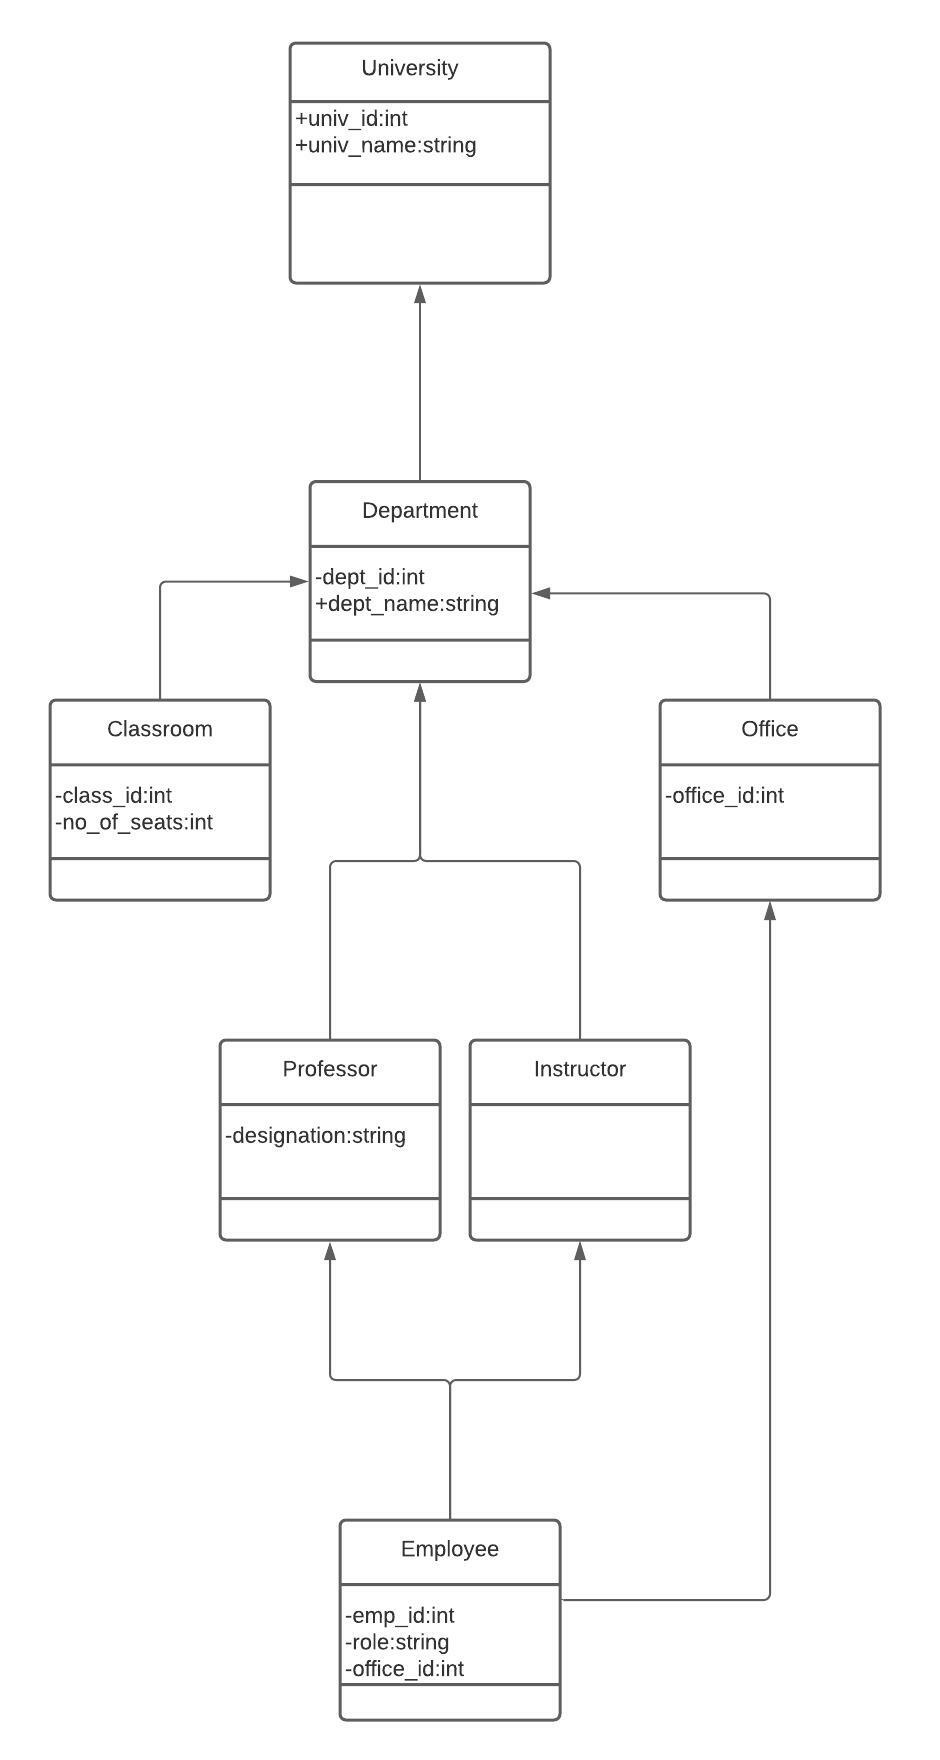 University
+univ_id:int
+univ_name:string
Department
-dept_id:int
+dept_name:string
Classroom
-class_id:int
-no_of_seats:int
Office
-office_id:int
Professor
-designation:string
Instructor
Employee
-emp_id:int
-role:string
-office_id:int